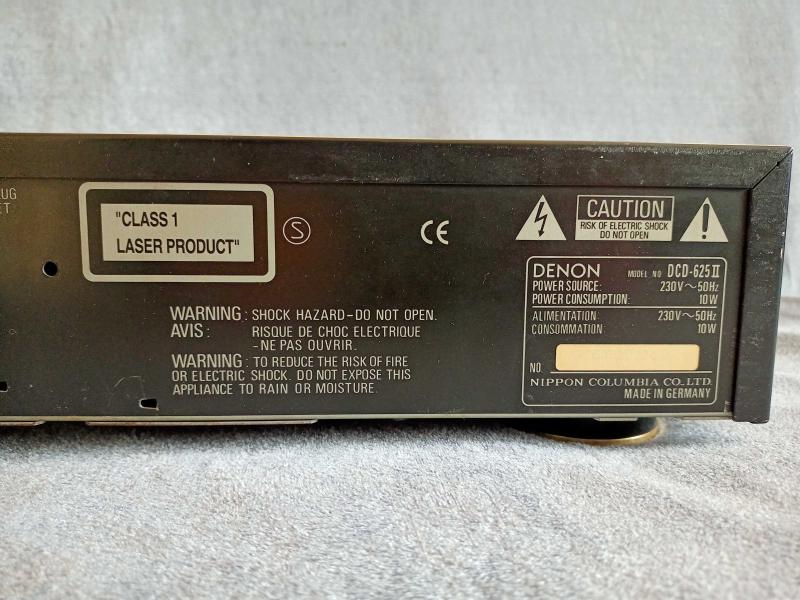 UG
ET
"CLASS 1
LASER PRODUCT"
S
CE
CAUTION
RISK OF ELECTRIC SHOCK
DO NOT OPEN
WARNING : SHOCK HAZARD-DO NOT OPEN.
AVIS : RISQUE DE CHOC ELECTRIQUE
-NE PAS OUVRIR.
WARNING : TO REDUCE THE RISK OF FIRE
OR ELECTRIC SHOCK. DO NOT EXPOSE THIS
APPLIANCE TO RAIN OR MOISTURE.
DENON MODEL NO DCD-625II
POWER SOURCE: 230V~50Hz
POWER CONSUMPTION: 10W
ALIMENTATION: 230V~50Hz
CONSOMMATION: 10W
NO.
NIPPON COLUMBIA CO.,LTD.
MADE IN GERMANY